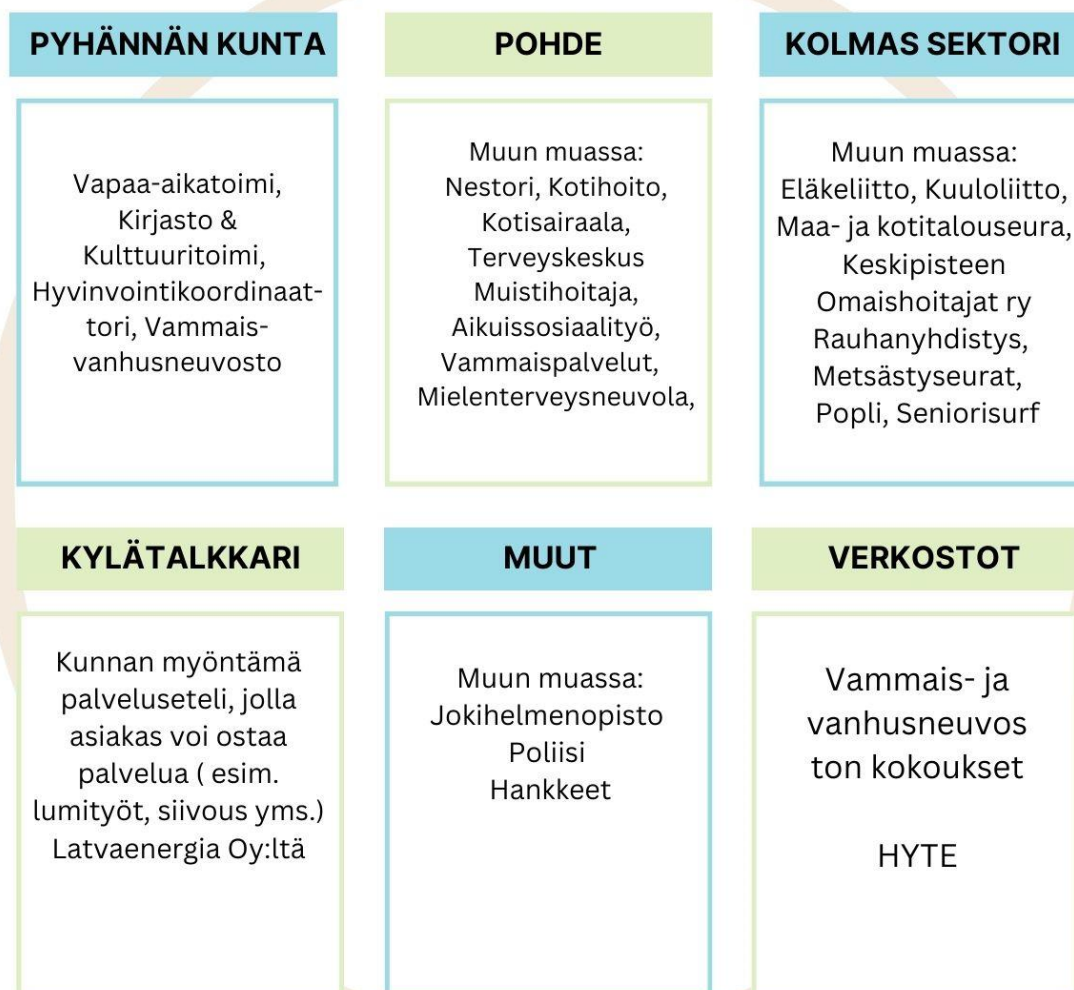 PYHÄNNÄN KUNTA
Vapaa-aikatoimi,
Kirjasto &
Kulttuuritoimi,
Hyvinvointikoordinaat-
tori, Vammais-
vanhusneuvosto
POHDE
Muun muassa:
Nestori, Kotihoito,
Kotisairaala,
Terveyskeskus
Muistihoitaja,
Aikuissosiaalityö,
Vammaispalvelut,
Mielenterveysneuvola,
KOLMAS SEKTORI
Muun muassa:
Eläkeliitto, Kuuloliitto,
Maa- ja kotitalouseura,
Keskipisteen
Omaishoitajat ry
Rauhanyhdistys,
Metsästyseurat,
Popli, Seniorisurf
KYLÄTALKKARI
Kunnan myöntämä
palveluseteli, jolla
asiakas voi ostaa
palvelua ( esim.
lumityöt, siivous yms.)
Latvaenergia Oy:ltä
MUUT
Muun muassa:
Jokihelmenopisto
Poliisi
Hankkeet
VERKOSTOT
Vammais- ja
vanhusneuvos
ton kokoukset
HYTE